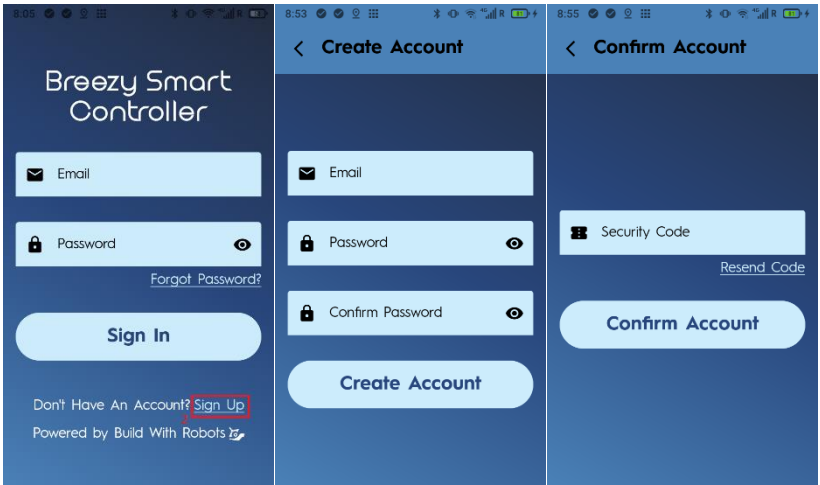 8:05
R
Breezy Smart
Controller
Email
Password
Forgot Password?
Sign In
Don't Have An Account? Sign Up
Powered by Build With Robots
8:53
4G R
Create Account
Email
Password
Confirm Password
Create Account
8:55
4G R
Confirm Account
Security Code
Resend Code
Confirm Account